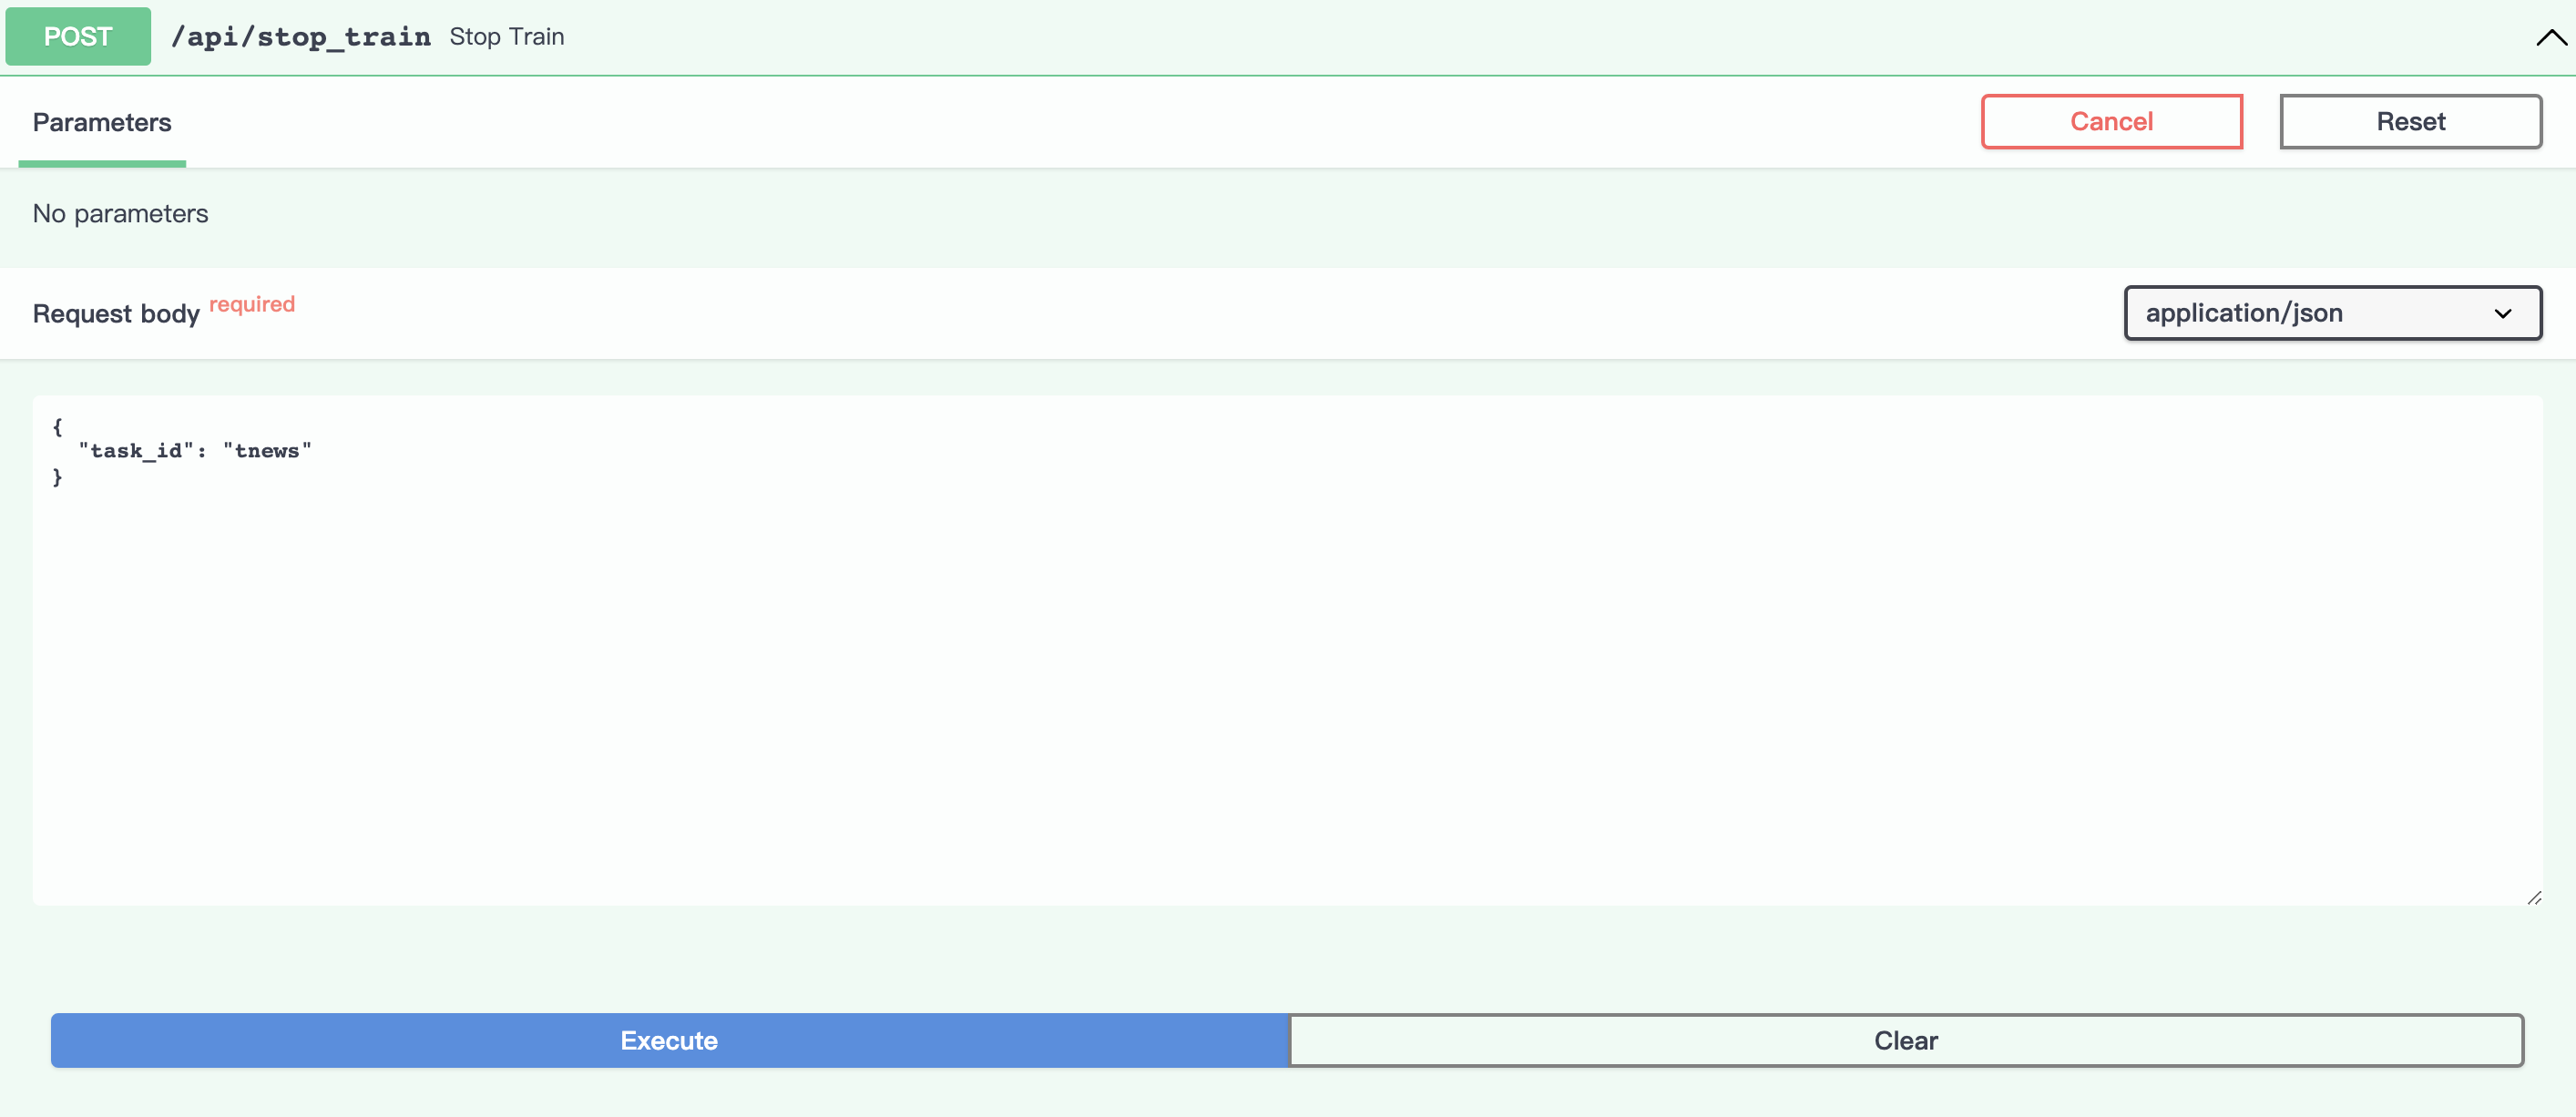 POST /api/stop_train Stop Train
Parameters Cancel Reset
No parameters
Request body required application/json
{
"task_id": "tnews"
}
Execute Clear